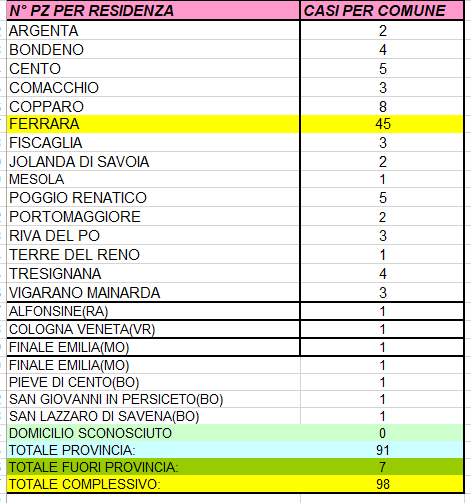 N° PZ PER RESIDENZA CASI PER COMUNE
ARGENTA 2
BONDENO 4
CENTO 5
COMACCHIO 3
COPPARO 8
FERRARA 45
FISCAGLIA 3
JOLANDA DI SAVOIA 2
MESOLA 1
POGGIO RENATICO 5
PORTOMAGGIORE 2
RIVA DEL PO 3
TERRE DEL RENO 1
TRESIGNANA 4
VIGARANO MAINARDA 3
ALFONSINE(RA) 1
COLOGNA VENETA(VR) 1
FINALE EMILIA(MO) 1
FINALE EMILIA(MO) 1
PIEVE DI CENTO(BO) 1
SAN GIOVANNI IN PERSICETO(BO) 1
SAN LAZZARO DI SAVENA(BO) 1
DOMICILIO SCONOSCIUTO 0
TOTALE PROVINCIA: 91
TOTALE FUORI PROVINCIA: 7
TOTALE COMPLESSIVO: 98